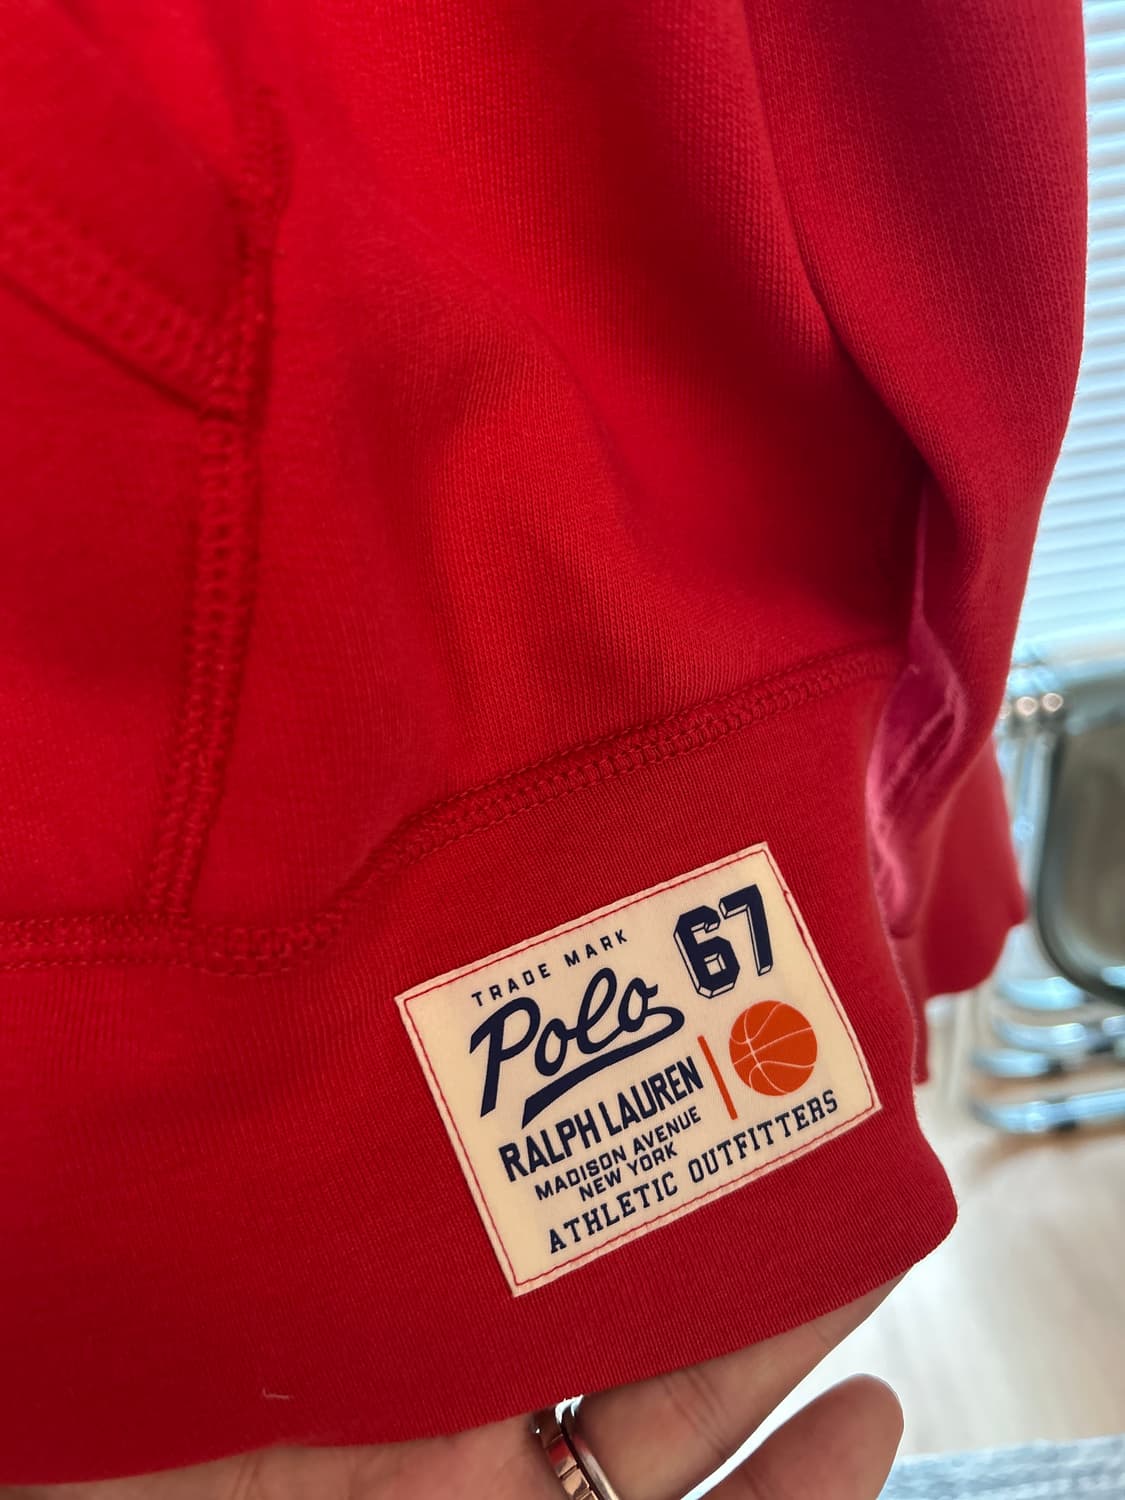 TRADE MARK
Polo
67
RALPH LAUREN
MADISON AVENUE
NEW YORK
ATHLETIC OUTFITTERS